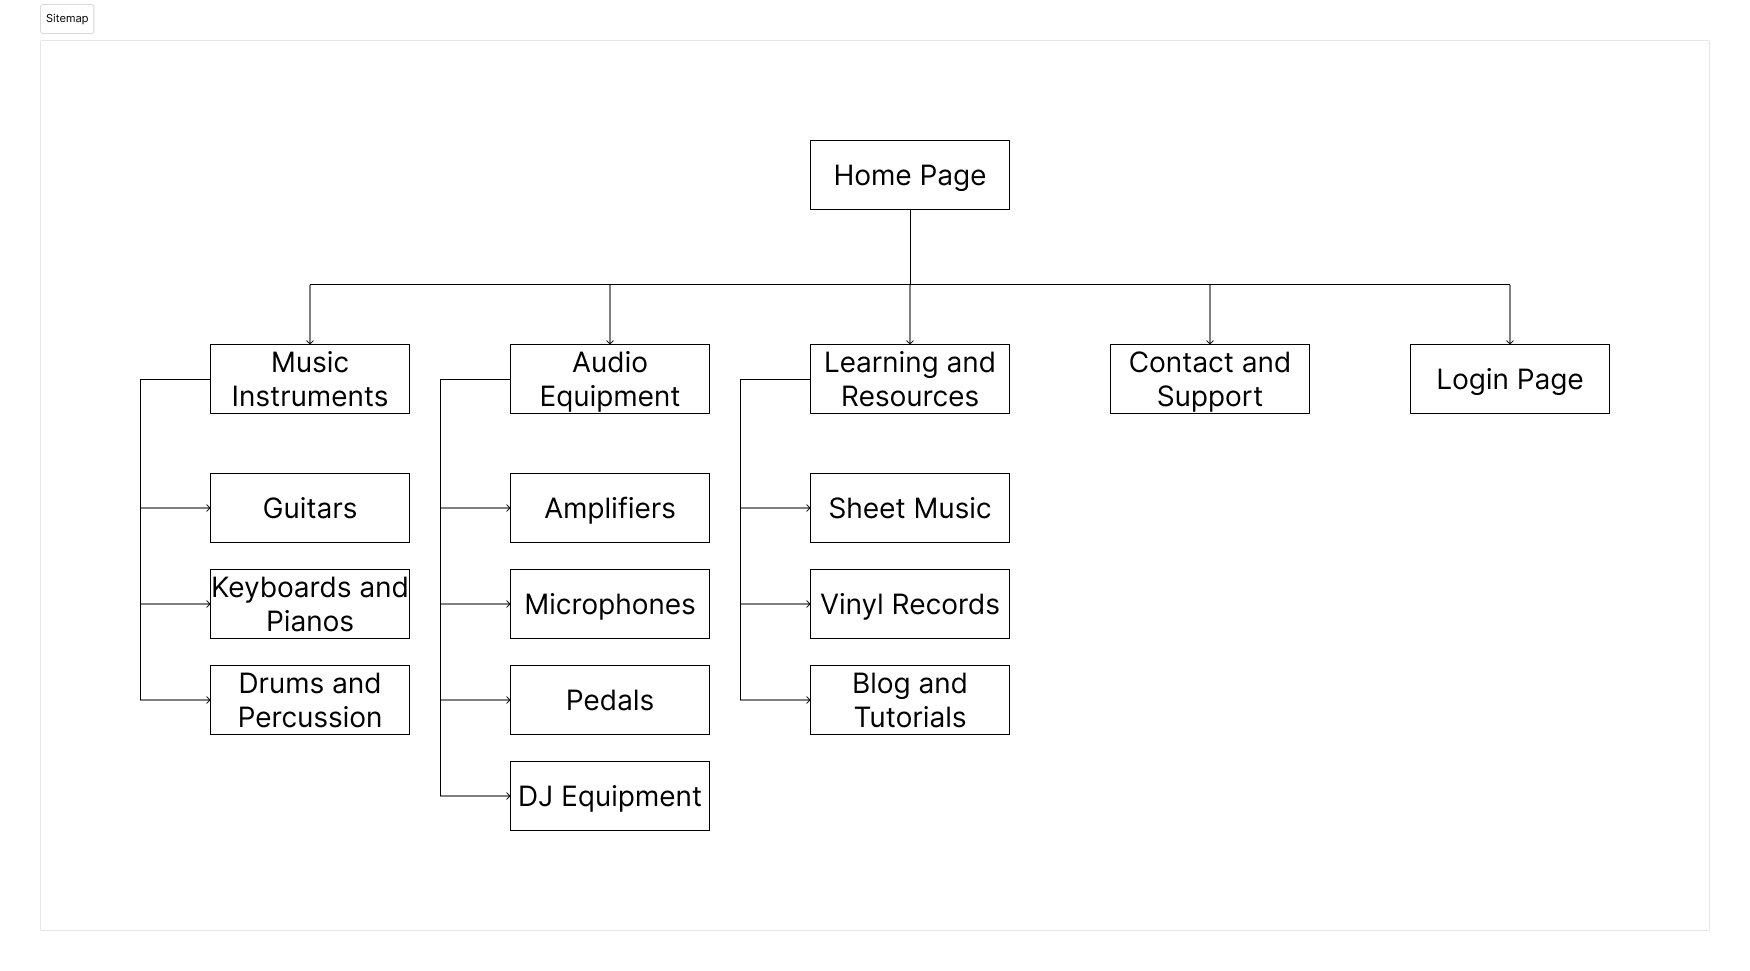 Sitemap
Home Page
Music
Instruments
Audio
Equipment
Learning and
Resources
Contact and
Support
Login Page
Guitars
Amplifiers
Sheet Music
Keyboards and
Pianos
Microphones
Vinyl Records
Drums and
Percussion
Pedals
Blog and
Tutorials
DJ Equipment